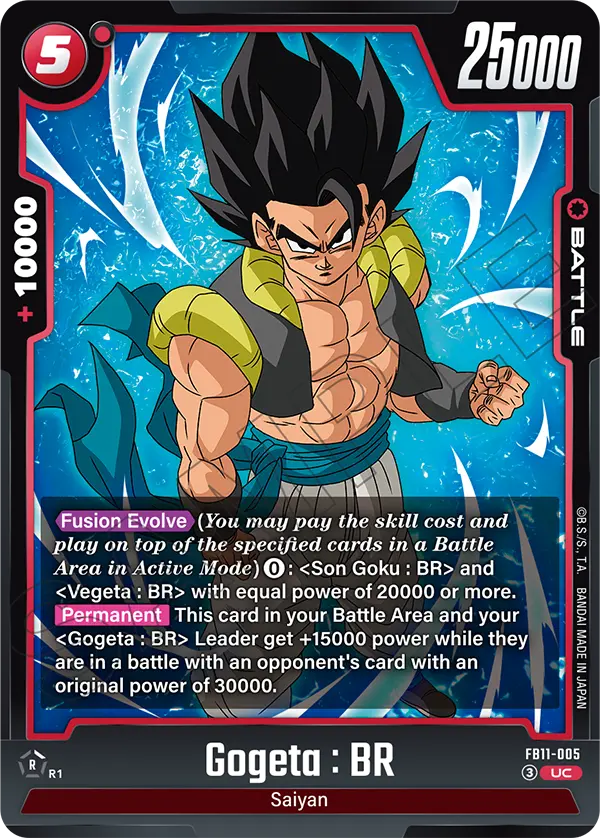 5
25000
+10000
BATTLE
Fusion Evolve (You may pay the skill cost and
play on top of the specified cards in a Battle
Area in Active Mode) 0 : <Son Goku : BR> and
<Vegeta : BR> with equal power of 20000 or more.
Permanent This card in your Battle Area and your
<Gogeta : BR> Leader get +15000 power while they
are in a battle with an opponent's card with an
original power of 30000.
©B.S./S., T.A. BANDAI MADE IN JAPAN
R R1
Gogeta : BR
FB11-005
3 UC
Saiyan